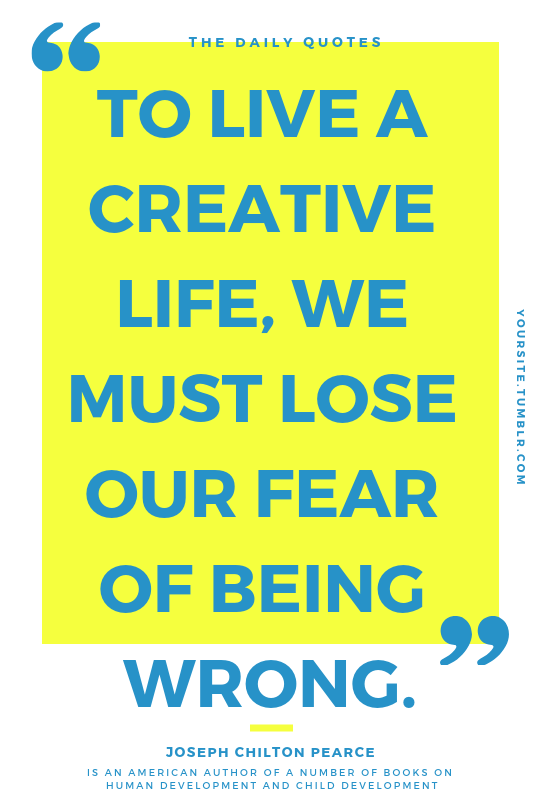 THE DAILY QUOTES
“
TO LIVE A
CREATIVE
LIFE, WE
MUST LOSE
OUR FEAR
OF BEING
WRONG.
”
JOSEPH CHILTON PEARCE
IS AN AMERICAN AUTHOR OF A NUMBER OF BOOKS ON
HUMAN DEVELOPMENT AND CHILD DEVELOPMENT
YOURSITE.TUMBLR.COM